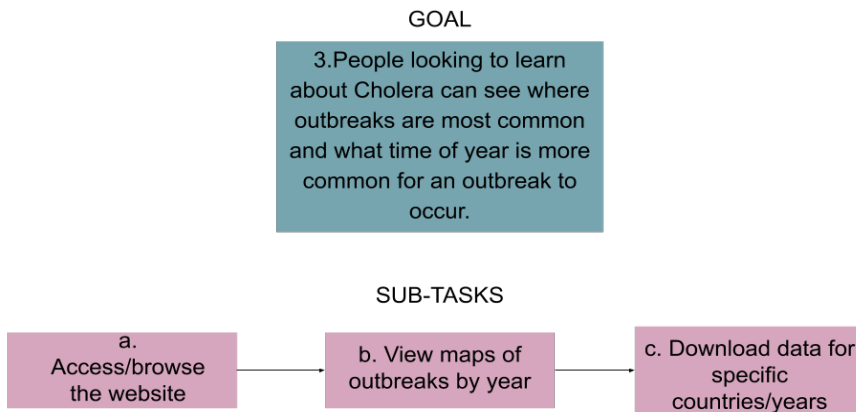 GOAL
3.People looking to learn
about Cholera can see where
outbreaks are most common
and what time of year is more
common for an outbreak to
occur.
SUB-TASKS
a.
Access/browse
the website
b. View maps of
outbreaks by year
c. Download data for
specific
countries/years